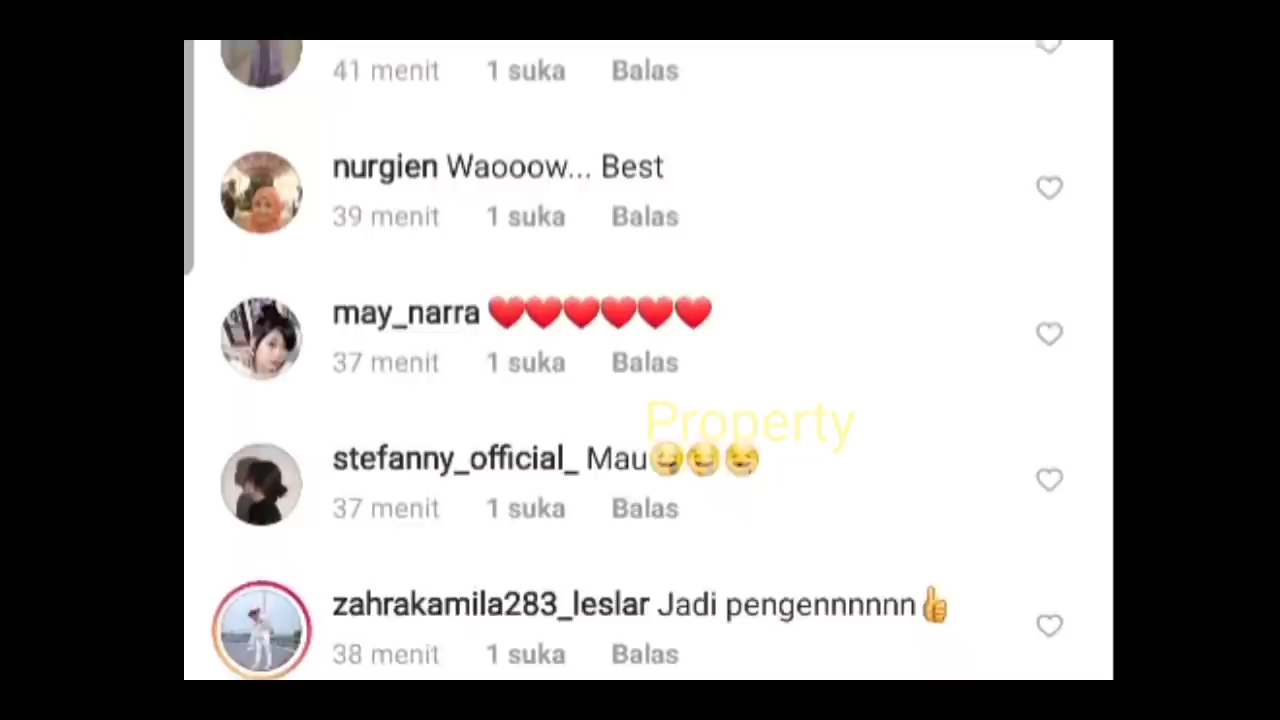 41 menit 1 suka Balas
nurgien Waooow... Best
39 menit 1 suka Balas
may_narra ❤️❤️❤️❤️❤️❤️
37 menit 1 suka Balas
Property
stefanny_official_ Mau😂😂😂
37 menit 1 suka Balas
zahrakamila283_leslar Jadi pengennnnnn👍
38 menit 1 suka Balas